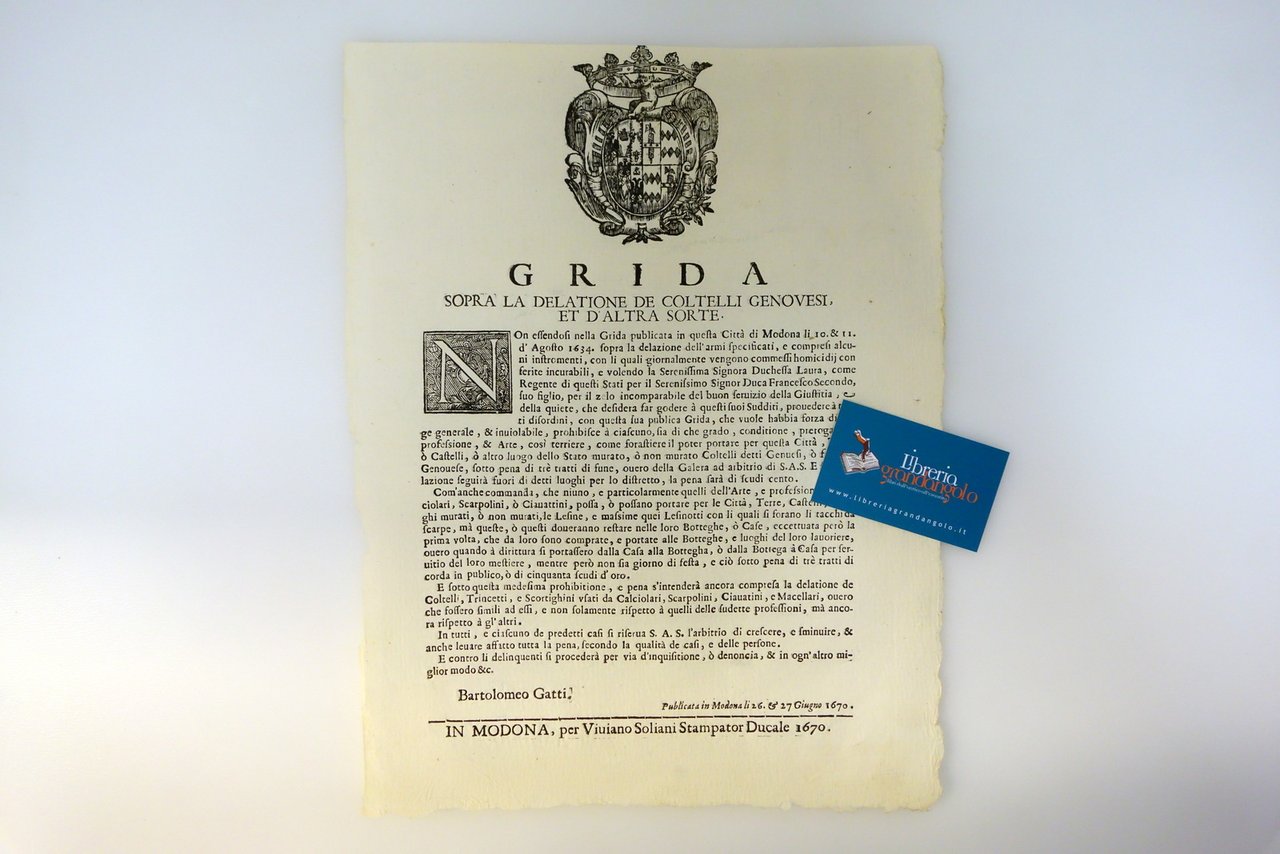 GRIDA
SOPRA LA DELATIONE DE COLTELLI GENOVESI,
ET D'ALTRA SORTE.
NOn essendosi nella Grida publicata in questa Città di Modona li 10. & 11.
d' Agosto 1634. sopra la delazione dell'armi specificati, e compresi alcu-
ni instromenti, con li quali giornalmente vengono commessi homicidij con
ferite incurabili, e volendo la Serenissima Signora Duchessa Laura, come
Regente di questi Stati per il Serenissimo Signor Duca Francesco Secondo,
suo figlio, per il zelo incomparabile del buon seruizio della Giustitia, e
della quiete, che desidera far godere à questi suoi Sudditi, prouedere à
ti disordini, con questa sua publica Grida, che vuole habbia forza di
ge generale, & inuiolabile, prohibisce à ciascuno, sia di che grado, conditione,
professione, & Arte, così terriere, come forastiere il poter portare per questa Città,
ò Castelli, ò altro luogo dello Stato murato, ò non murato Coltelli detti Genuesi, ò
Genouese, sotto pena di trè tratti di fune, ouero della Galera ad arbitrio di S.A.S. E
lazione seguirà fuori di detti luoghi per lo distretto, la pena sarà di scudi cento.
Com'anche commanda, che niuno, e particolarmente quelli dell'Arte, e
ciolari, Scarpolini, ò Ciauattini, possa, ò possano portare per le Città, Terre,
ghi murati, ò non murati, le Lesine, e massime quei Lesinotti con li quali si forano li tacchi
scarpe, mà queste, ò questi doueranno restare nelle loro Botteghe, ò Case, eccettuata però la
prima volta, che da loro sono comprate, e portate alle Botteghe, e luoghi del loro lauoriere,
ouero quando à dirittura si portassero dalla Casa alla Bottegha, ò dalla Bottega à Casa per ser-
uitio del loro mestiere, mentre però non sia giorno di festa, e ciò sotto pena di trè tratti di
corda in publico, ò di cinquanta scudi d'oro.
E sotto questa medesima prohibitione, e pena s'intenderà ancora compresa la delatione de
Coltelli, Trincetti, e Scortighini vsati da Calciolari, Scarpolini, Ciauatini, e Macellari, ouero
che fossero simili ad essi, e non solamente rispetto à quelli delle sudette professioni, mà anco-
ra rispetto à gl'altri.
In tutti, e ciascuno de predetti casi si riserua S. A. S. l'arbitrio di crescere, e sminuire, &
anche leuare affatto tutta la pena, secondo la qualità de casi, e delle persone.
E contro li delinquenti si procederà per via d'inquisitione, ò denoncia, & in ogn'altro mi-
glior modo &c.
Bartolomeo Gatti.
Publicata in Modona li 26. & 27 Giugno 1670.
IN MODONA, per Viuiano Soliani Stampator Ducale 1670.
Libreria
grandangolo
www.libreriagrandangolo.it